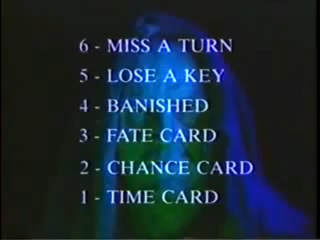 6 - MISS A TURN
5 - LOSE A KEY
4 - BANISHED
3 - FATE CARD
2 - CHANCE CARD
1 - TIME CARD